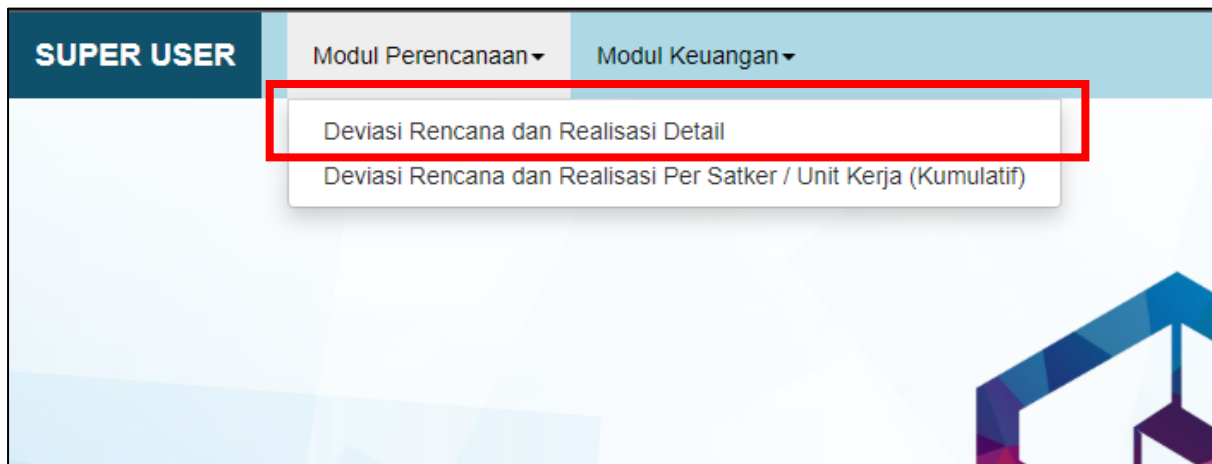 SUPER USER Modul Perencanaan Modul Keuangan
Deviasi Rencana dan Realisasi Detail
Deviasi Rencana dan Realisasi Per Satker / Unit Kerja (Kumulatif)